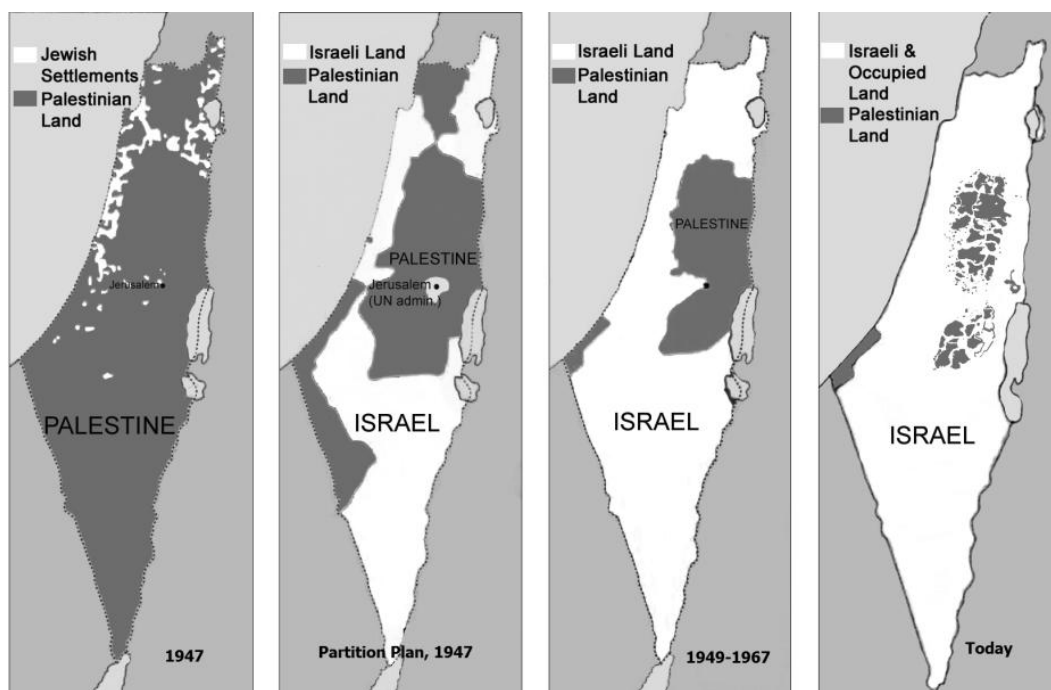 Jewish
Settlements
Palestinian
Land
Jerusalem
PALESTINE
1947
Israeli Land
Palestinian
Land
PALESTINE
Jerusalem
(UN admin.)
ISRAEL
Partition Plan, 1947
Israeli Land
Palestinian
Land
PALESTINE
ISRAEL
1949-1967
Israeli &
Occupied
Land
Palestinian
Land
ISRAEL
Today